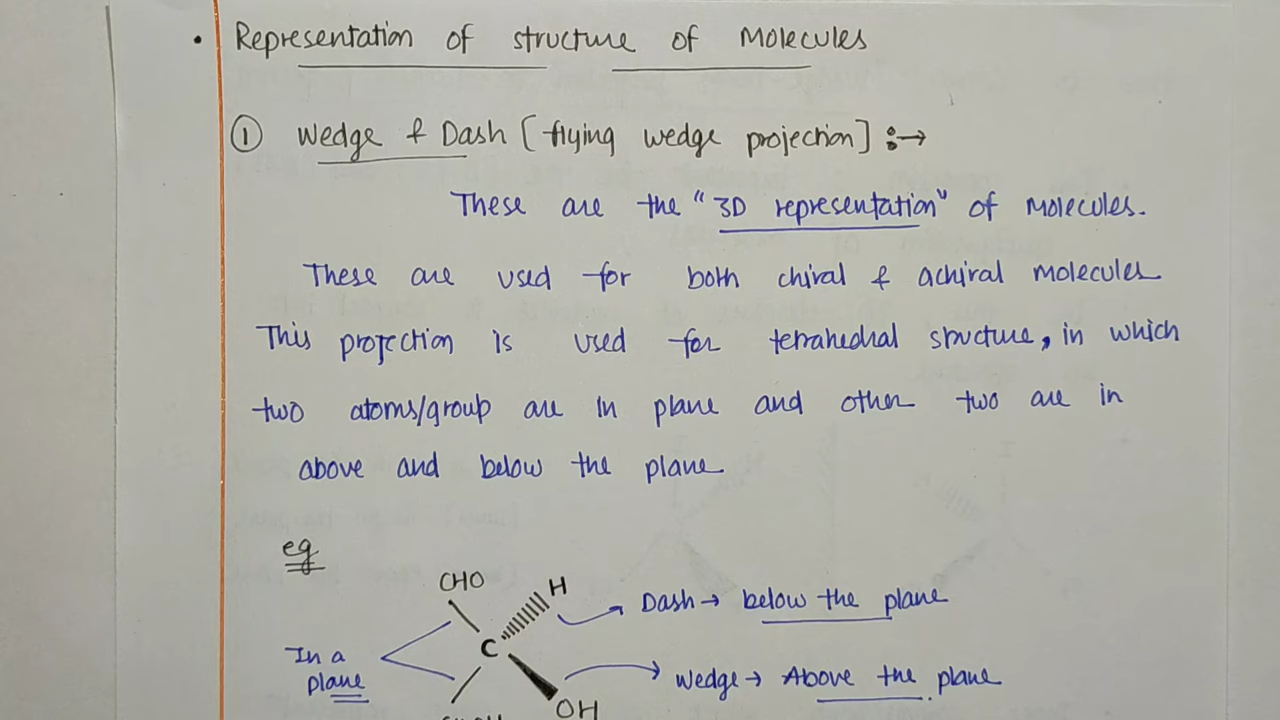 • Representation of structure of Molecules
① Wedge & Dash [flying wedge projection] :→
These are the "3D representation" of Molecules.
These are used for both chiral & achiral molecules
This projection is used for tetrahedral structure, in which
two atoms/group are in plane and other two are in
above and below the plane
eg
CHO
H
Dash → below the plane
C
In a
plane
Wedge → Above the plane
OH